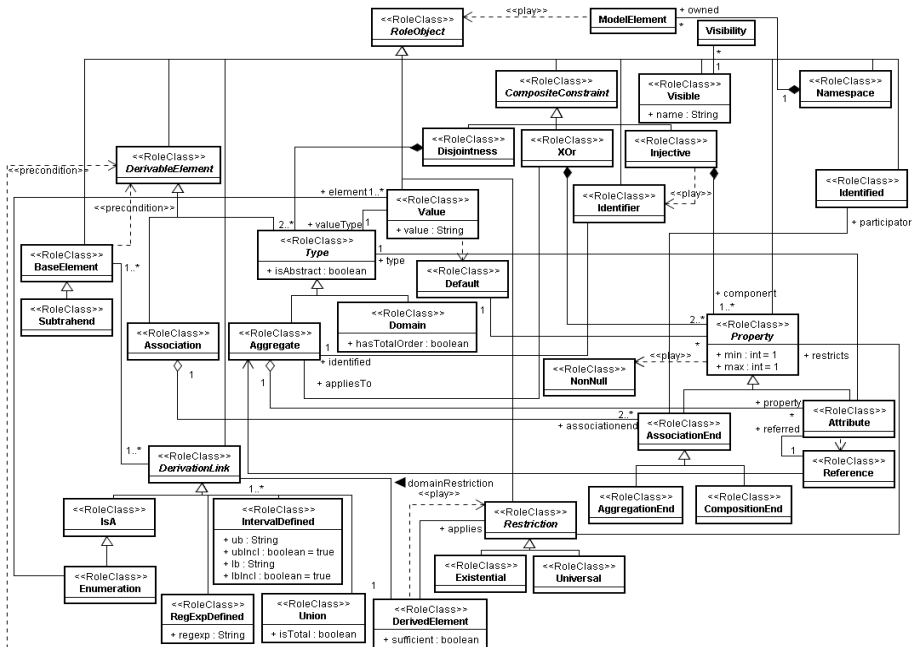 <<RoleClass>>
RoleObject
<<play>>
ModelElement
+ owned
*
Visibility
*
1
<<RoleClass>>
CompositeConstraint
<<RoleClass>>
Visible
+ name : String
<<RoleClass>>
Namespace
1
<<RoleClass>>
Disjointness
<<RoleClass>>
XOr
<<RoleClass>>
Injective
<<precondition>>
<<RoleClass>>
DerivableElement
<<precondition>>
+ element
1..*
<<RoleClass>>
Value
+ value : String
<<RoleClass>>
Identifier
<<play>>
<<RoleClass>>
Identified
+ participator
2..*
+ valueType
1
<<RoleClass>>
Type
+ isAbstract : boolean
1
+ type
<<RoleClass>>
BaseElement
1..*
<<RoleClass>>
Default
<<RoleClass>>
Subtrahend
+ component
1..*
<<RoleClass>>
Association
<<RoleClass>>
Aggregate
<<RoleClass>>
Domain
+ hasTotalOrder : boolean
1
2..*
<<RoleClass>>
Property
+ min : int = 1
+ max : int = 1
*
+ restricts
1
+ identified
+ appliesTo
1
1
<<RoleClass>>
NonNull
<<play>>
+ property
*
+ referred
1
<<RoleClass>>
Attribute
2..*
+ associationend
<<RoleClass>>
AssociationEnd
<<RoleClass>>
Reference
1..*
<<RoleClass>>
DerivationLink
1..*
domainRestriction
<<play>>
<<RoleClass>>
AggregationEnd
<<RoleClass>>
CompositionEnd
<<RoleClass>>
IsA
<<RoleClass>>
IntervalDefined
+ ub : String
+ ubIncl : boolean = true
+ lb : String
+ lbIncl : boolean = true
+ applies
<<RoleClass>>
Restriction
<<RoleClass>>
Enumeration
<<RoleClass>>
Existential
<<RoleClass>>
Universal
<<RoleClass>>
RegExpDefined
+ regexp : String
<<RoleClass>>
Union
+ isTotal : boolean
1
<<RoleClass>>
DerivedElement
+ sufficient : boolean